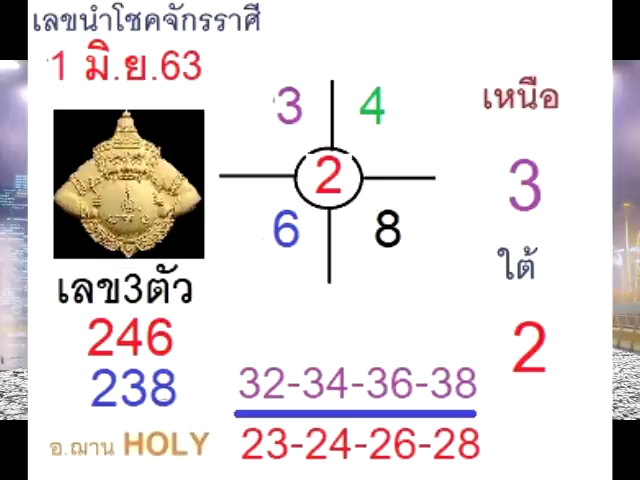 เลขนำโชคจักรราศี
1 มิ.ย.63
3 4
2
6 8
เหนือ
3
ใต้
2
เลข3ตัว
246
238
32-34-36-38
23-24-26-28
อ.ฌาน HOLY